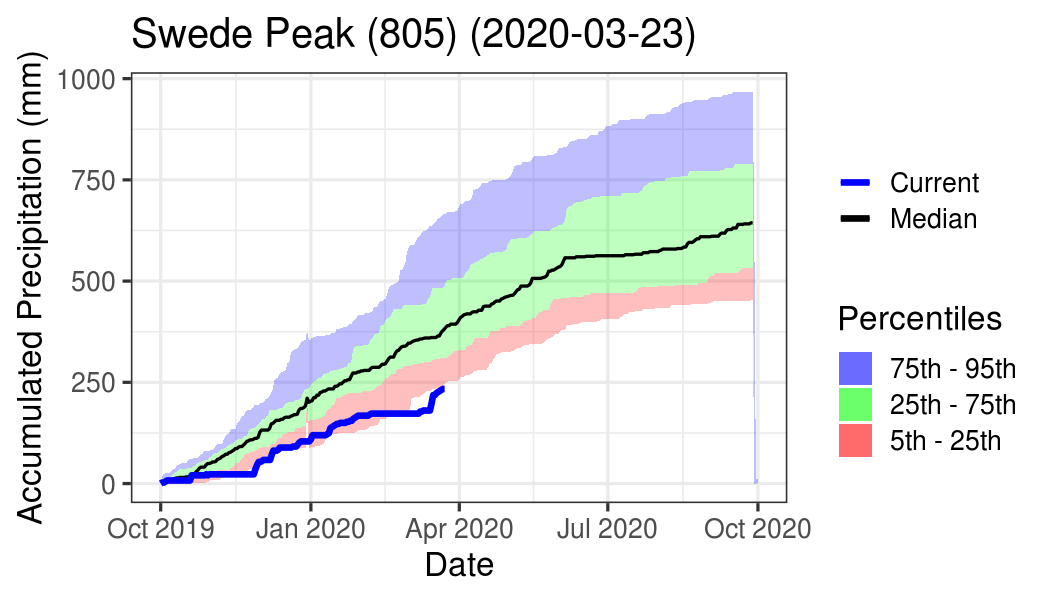 Swede Peak (805) (2020-03-23)
Accumulated Precipitation (mm)
1000
750
500
250
0
Oct 2019
Jan 2020
Apr 2020
Jul 2020
Oct 2020
Date
Current
Median
Percentiles
75th - 95th
25th - 75th
5th - 25th